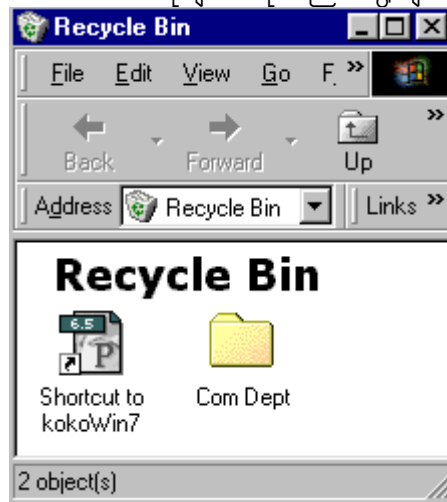 Recycle Bin
File Edit View Go F. »
Back Forward Up »
Address Recycle Bin Links »
Recycle Bin
6.5
P
Shortcut to
kokoWin7
Com Dept
2 object(s)